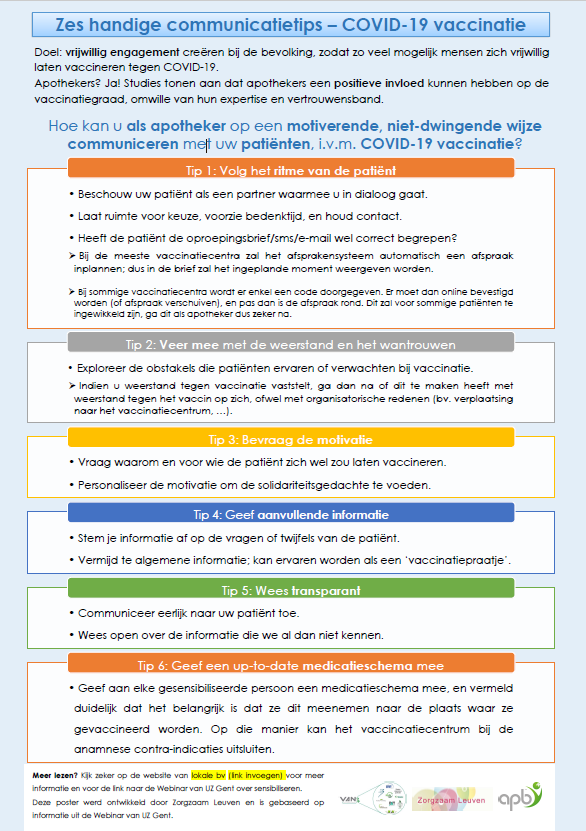 Zes handige communicatietips – COVID-19 vaccinatie
Doel: vrijwillig engagement creëren bij de bevolking, zodat zo veel mogelijk mensen zich vrijwillig
laten vaccineren tegen COVID-19.
Apothekers? Ja! Studies tonen aan dat apothekers een positieve invloed kunnen hebben op de
vaccinatiegraad, omwille van hun expertise en vertrouwensband.
Hoe kan u als apotheker op een motiverende, niet-dwingende wijze
communiceren met uw patiënten, i.v.m. COVID-19 vaccinatie?
Tip 1: Volg het ritme van de patiënt
• Beschouw uw patiënt als een partner waarmee u in dialoog gaat.
• Laat ruimte voor keuze, voorzie bedenktijd, en houd contact.
• Heeft de patiënt de oproepingsbrief/sms/e-mail wel correct begrepen?
➢ Bij de meeste vaccinatiecentra zal het afsprakensysteem automatisch een afspraak
inplannen; dus in de brief zal het ingeplande moment weergeven worden.
➢ Bij sommige vaccinatiecentra wordt er enkel een code doorgegeven. Er moet dan online bevestigd
worden (of afspraak verschuiven), en pas dan is de afspraak rond. Dit zal voor sommige patiënten te
ingewikkeld zijn, ga dit als apotheker dus zeker na.
Tip 2: Veer mee met de weerstand en het wantrouwen
• Exploreer de obstakels die patiënten ervaren of verwachten bij vaccinatie.
➢ Indien u weerstand tegen vaccinatie vaststelt, ga dan na of dit te maken heeft met
weerstand tegen het vaccin op zich, ofwel met organisatorische redenen (bv. verplaatsing
naar het vaccinatiecentrum, …).
Tip 3: Bevraag de motivatie
• Vraag waarom en voor wie de patiënt zich wel zou laten vaccineren.
• Personaliseer de motivatie om de solidariteitsgedachte te voeden.
Tip 4: Geef aanvullende informatie
• Stem je informatie af op de vragen of twijfels van de patiënt.
• Vermijd te algemene informatie; kan ervaren worden als een ‘vaccinatiepraatje’.
Tip 5: Wees transparant
• Communiceer eerlijk naar uw patiënt toe.
• Wees open over de informatie die we al dan niet kennen.
Tip 6: Geef een up-to-date medicatieschema mee
• Geef aan elke gesensibiliseerde persoon een medicatieschema mee, en vermeld
duidelijk dat het belangrijk is dat ze dit meenemen naar de plaats waar ze
gevaccineerd worden. Op die manier kan het vaccincatiecentrum bij de
anamnese contra-indicaties uitsluiten.
Meer lezen? Kijk zeker op de website van lokale bv (link invoegen) voor meer
informatie en voor de link naar de Webinar van UZ Gent over sensibiliseren.
Deze poster werd ontwikkeld door Zorgzaam Leuven en is gebaseerd op
informatie uit de Webinar van UZ Gent.
VAN
Zorgzaam Leuven
apb